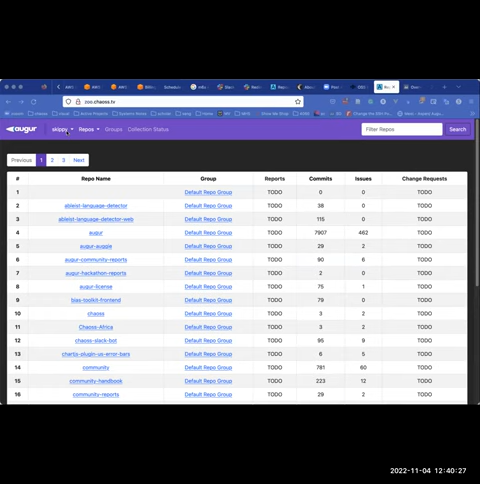 zoo.chaoss.tv
augur skippy Repos Groups Collection Status Filter Repos Search
Previous 1 2 3 Next
# Repo Name Group Reports Commits Issues Change Requests
1 Default Repo Group TODO 0 0 TODO
2 ableist-language-detector Default Repo Group TODO 38 0 TODO
3 ableist-language-detector-web Default Repo Group TODO 115 0 TODO
4 augur Default Repo Group TODO 7907 462 TODO
5 augur-auggie Default Repo Group TODO 29 2 TODO
6 augur-community-reports Default Repo Group TODO 90 6 TODO
7 augur-hackathon-reports Default Repo Group TODO 2 0 TODO
8 augur-license Default Repo Group TODO 75 1 TODO
9 bias-toolkit-frontend Default Repo Group TODO 79 0 TODO
10 chaoss Default Repo Group TODO 3 2 TODO
11 Chaoss-Africa Default Repo Group TODO 3 2 TODO
12 chaoss-slack-bot Default Repo Group TODO 95 9 TODO
13 chartjs-plugin-us-error-bars Default Repo Group TODO 6 5 TODO
14 community Default Repo Group TODO 781 60 TODO
15 community-handbook Default Repo Group TODO 223 12 TODO
16 community-reports Default Repo Group TODO 29 2 TODO
2022-11-04 12:40:27